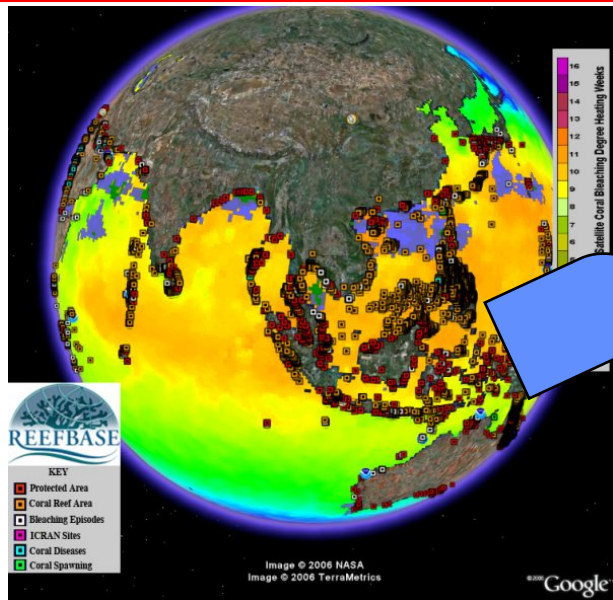 16
15
14
13
12
11
10
9
8
7
6
5
Satellite Coral Bleaching Degree Heating Weeks
REEFBASE
KEY
Protected Area
Coral Reef Area
Bleaching Episodes
ICRAN Sites
Coral Diseases
Coral Spawning
Image © 2006 NASA
Image © 2006 TerraMetrics
©2006 Google